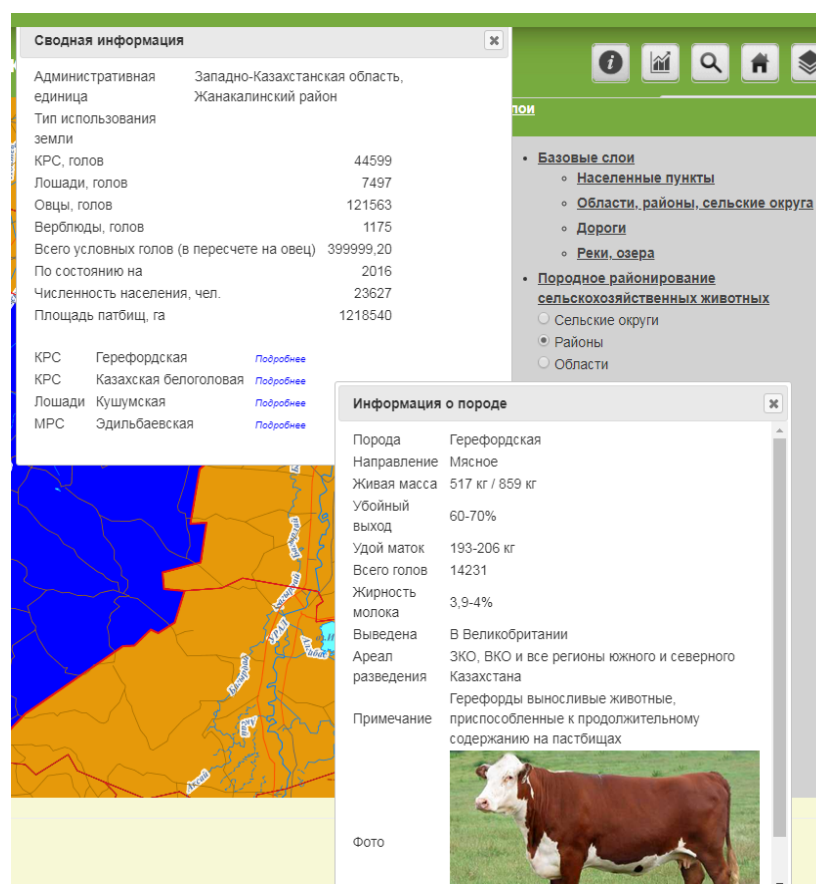 Сводная информация
Административная единица Западно-Казахстанская область, Жанакалинский район
Тип использования земли
КРС, голов 44599
Лошади, голов 7497
Овцы, голов 121563
Верблюды, голов 1175
Всего условных голов (в пересчете на овец) 399999,20
По состоянию на 2016
Численность населения, чел. 23627
Площадь патбищ, га 1218540
КРС Герефордская Подробнее
КРС Казахская белоголовая Подробнее
Лошади Кушумская Подробнее
МРС Эдильбаевская Подробнее
лои
Базовые слои
Населенные пункты
Области, районы, сельские округа
Дороги
Реки, озера
Породное районирование
сельскохозяйственных животных
Сельские округи
Районы
Области
Информация о породе
Порода Герефордская
Направление Мясное
Живая масса 517 кг / 859 кг
Убойный выход 60-70%
Удой маток 193-206 кг
Всего голов 14231
Жирность молока 3,9-4%
Выведена В Великобритании
Ареал разведения ЗКО, ВКО и все регионы южного и северного Казахстана
Примечание Герефорды выносливые животные, приспособленные к продолжительному содержанию на пастбищах
Фото
УРАЛ
Аксай